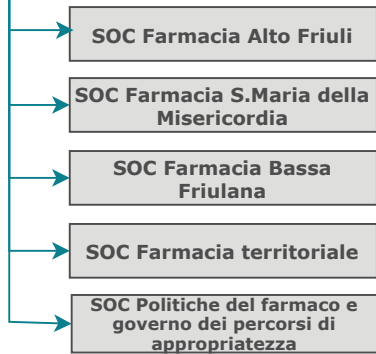 SOC Farmacia Alto Friuli
SOC Farmacia S.Maria della
Misericordia
SOC Farmacia Bassa
Friulana
SOC Farmacia territoriale
SOC Politiche del farmaco e
governo dei percorsi di
appropriatezza